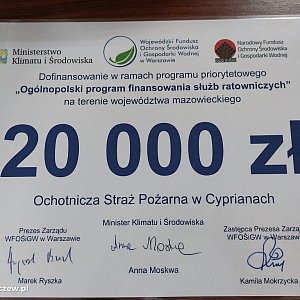 Ministerstwo
Klimatu i Środowiska
Wojewódzki Fundusz
Ochrony Środowiska
i Gospodarki Wodnej
w Warszawie
Narodowy Fundusz
Ochrony Środowiska
i Gospodarki Wodnej
Dofinansowanie w ramach programu priorytetowego
„Ogólnopolski program finansowania służb ratowniczych”
na terenie województwa mazowieckiego
20 000 zł
Ochotnicza Straż Pożarna w Cyprianach
Minister Klimatu i Środowiska
Prezes Zarządu
WFOŚiGW w Warszawie
Zastępca Prezesa Zarządu
WFOŚiGW w Warszawie
Anna Moskwa
Marek Ryszka
Kamila Mokrzycka
czew.pl